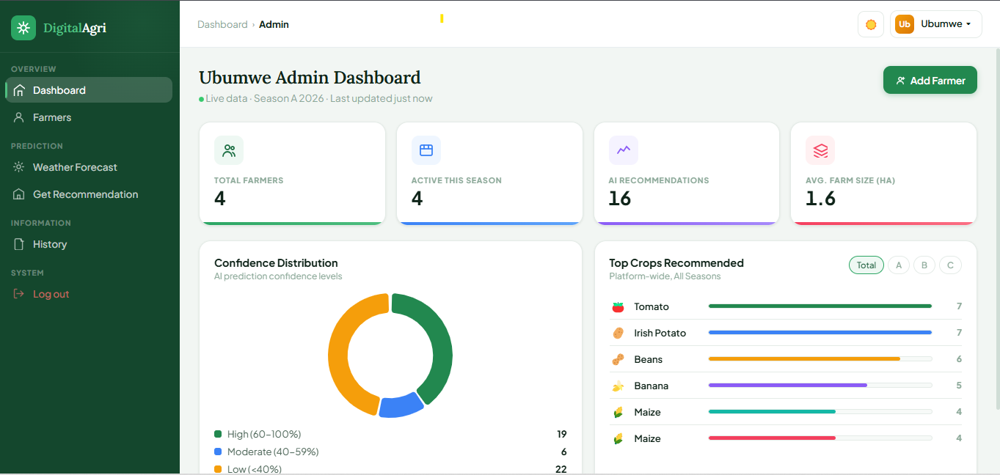 DigitalAgri
Dashboard › Admin
Ub Ubumwe
OVERVIEW
Dashboard
Farmers
PREDICTION
Weather Forecast
Get Recommendation
INFORMATION
History
SYSTEM
Log out
Ubumwe Admin Dashboard
Live data · Season A 2026 · Last updated just now
Add Farmer
TOTAL FARMERS
4
ACTIVE THIS SEASON
4
AI RECOMMENDATIONS
16
AVG. FARM SIZE (HA)
1.6
Confidence Distribution
AI prediction confidence levels
High (60–100%) 19
Moderate (40–59%) 6
Low (<40%) 22
Top Crops Recommended
Platform-wide, All Seasons
Total A B C
Tomato 7
Irish Potato 7
Beans 6
Banana 5
Maize 4
Maize 4